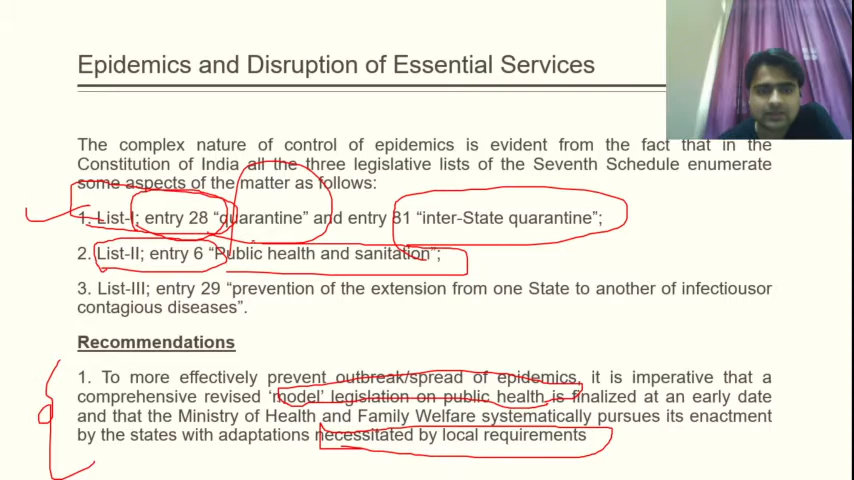 Epidemics and Disruption of Essential Services
The complex nature of control of epidemics is evident from the fact that in the
Constitution of India all the three legislative lists of the Seventh Schedule enumerate
some aspects of the matter as follows:
1. List-I; entry 28 “quarantine” and entry 81 “inter-State quarantine”;
2. List-II; entry 6 “Public health and sanitation”;
3. List-III; entry 29 “prevention of the extension from one State to another of infectiousor
contagious diseases”.
Recommendations
1. To more effectively prevent outbreak/spread of epidemics, it is imperative that a
comprehensive revised ‘model’ legislation on public health is finalized at an early date
and that the Ministry of Health and Family Welfare systematically pursues its enactment
by the states with adaptations necessitated by local requirements